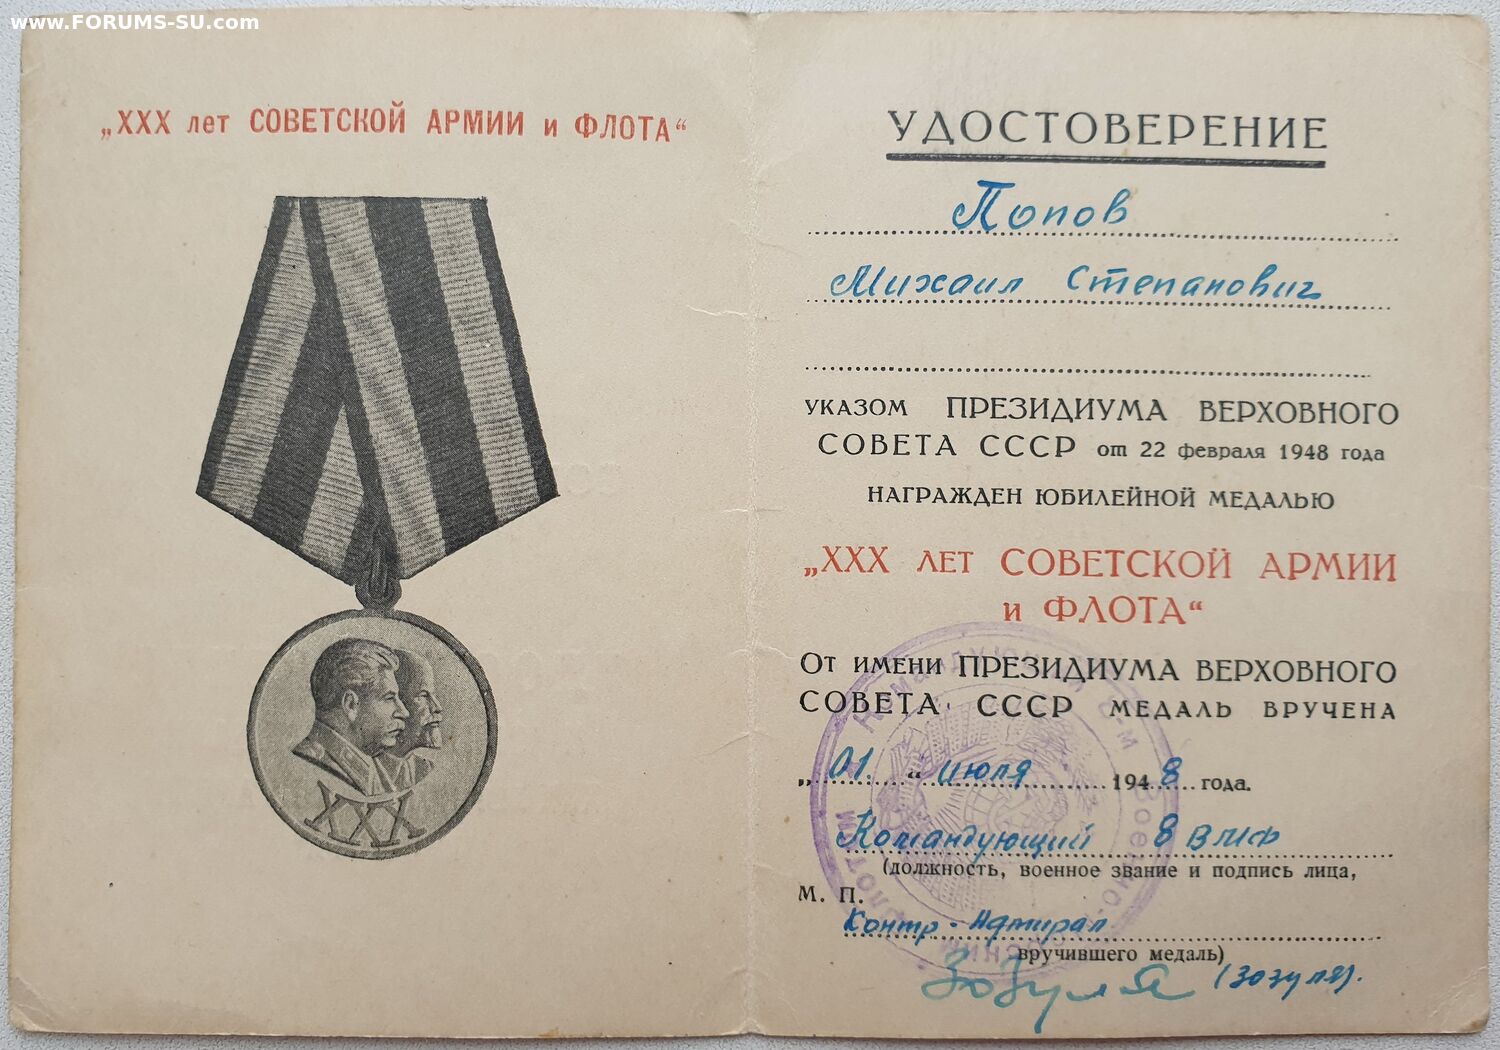 www.FORUMS-SU.com
„XXX лет СОВЕТСКОЙ АРМИИ и ФЛОТА“
XXX
УДОСТОВЕРЕНИЕ
Попов
Михаил Степанович
УКАЗОМ ПРЕЗИДИУМА ВЕРХОВНОГО
СОВЕТА СССР от 22 февраля 1948 года
НАГРАЖДЕН ЮБИЛЕЙНОЙ МЕДАЛЬЮ
„XXX ЛЕТ СОВЕТСКОЙ АРМИИ
и ФЛОТА“
ОТ ИМЕНИ ПРЕЗИДИУМА ВЕРХОВНОГО
СОВЕТА СССР МЕДАЛЬ ВРУЧЕНА
„01.“ июля 1948 года.
Командующий 8 ВМФ
(должность, военное звание и подпись лица,
М. П.
Контр-Адмирал
вручившего медаль)
Зозуля (Зозуля).